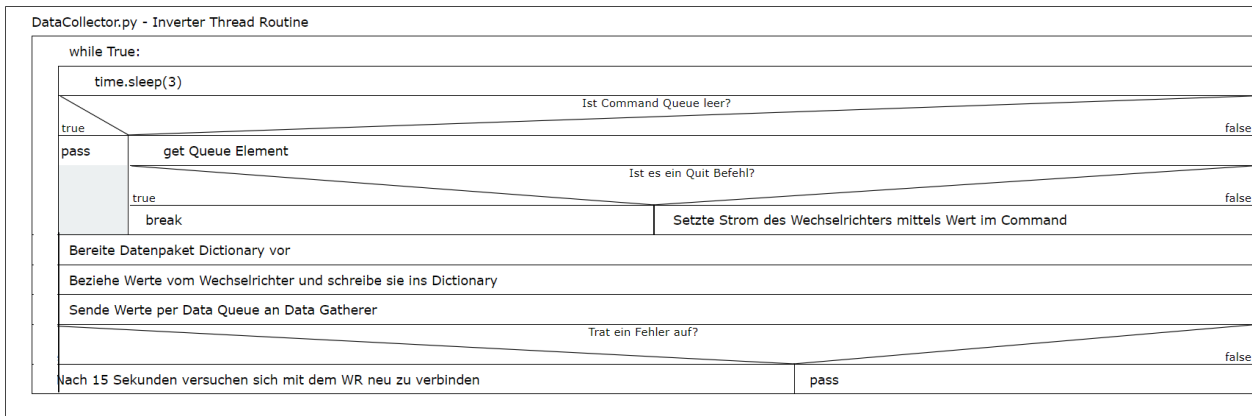 DataCollector.py - Inverter Thread Routine
while True:
time.sleep(3)
Ist Command Queue leer?
true
false
pass
get Queue Element
Ist es ein Quit Befehl?
true
false
break
Setzte Strom des Wechselrichters mittels Wert im Command
Bereite Datenpaket Dictionary vor
Beziehe Werte vom Wechselrichter und schreibe sie ins Dictionary
Sende Werte per Data Queue an Data Gatherer
Trat ein Fehler auf?
false
Nach 15 Sekunden versuchen sich mit dem WR neu zu verbinden
pass